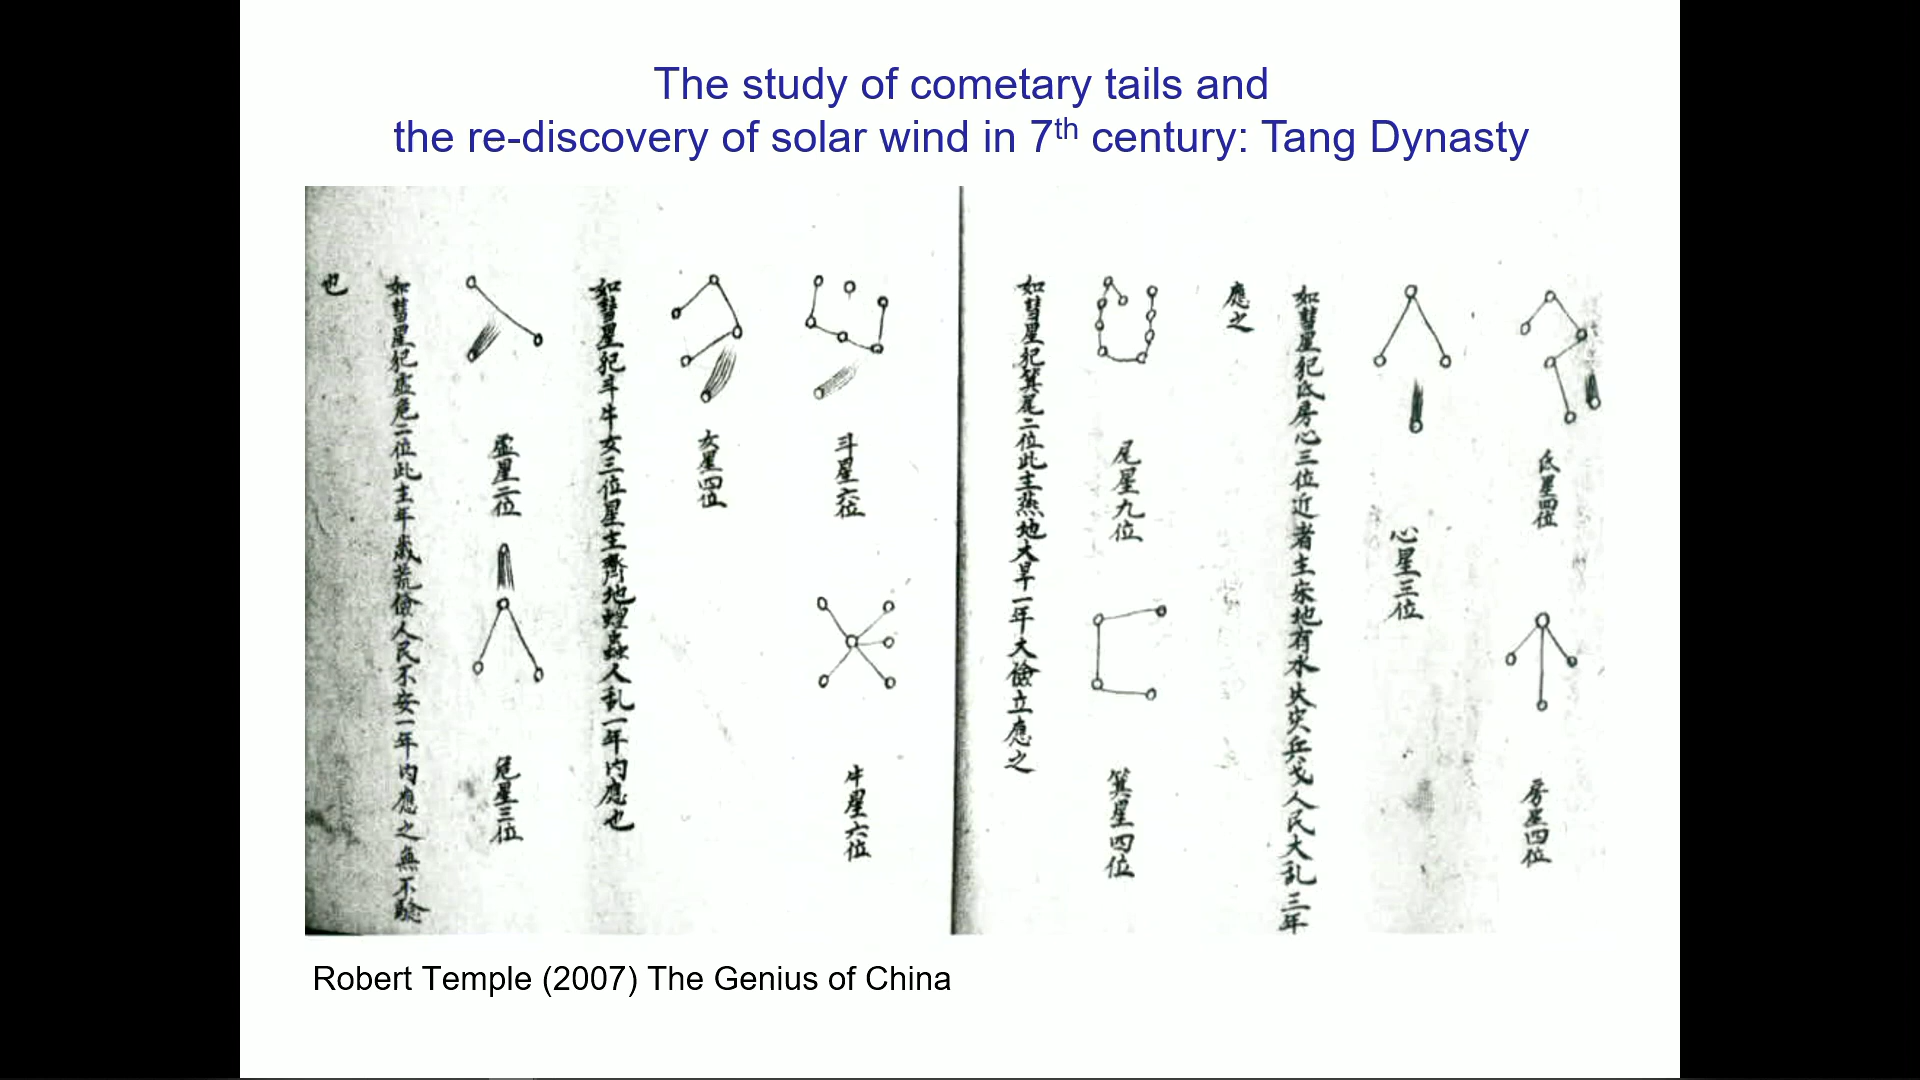 The study of cometary tails and
the re-discovery of solar wind in 7th century: Tang Dynasty
氐星四位
房星四位
心星三位
如彗星犯氐房心三位近者主宋地有水火灾兵戈人民大乱三年
應之
尾星九位
箕星四位
如彗星犯箕尾二位此主燕地大旱一年大儉立應之
斗星六位
牛星六位
女星四位
如彗星犯斗牛女三位星主齊地蝗蟲人乱一年内應也
虛星二位
危星三位
如彗星犯虛危二位此主年歲荒儉人民不安一年内應之無不驗
也
Robert Temple (2007) The Genius of China